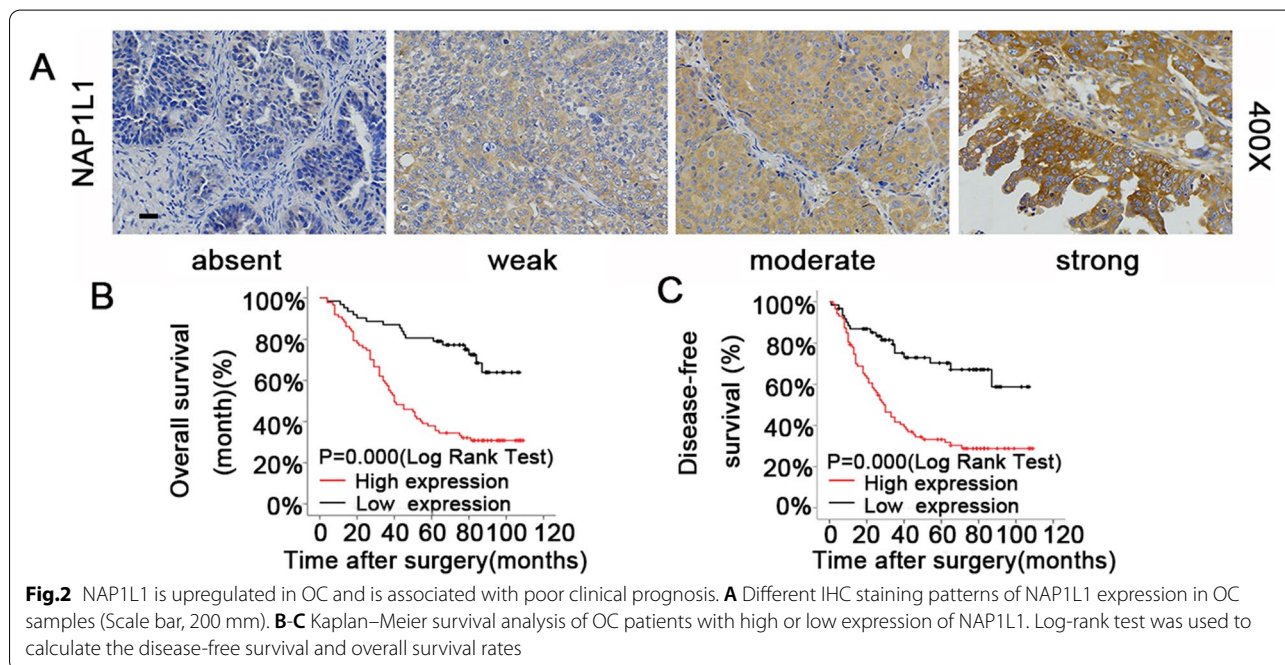 A
NAP1L1
400X
absent weak moderate strong
B
Overall survival
(month)(%)
100%
80%
60%
40%
20%
0%
P=0.000(Log Rank Test)
High expression
Low expression
0 20 40 60 80 100 120
Time after surgery(months)
C
Disease-free
survival (%)
100%
80%
60%
40%
20%
0%
P=0.000(Log Rank Test)
High expression
Low expression
0 20 40 60 80 100 120
Time after surgery(months)
Fig.2 NAP1L1 is upregulated in OC and is associated with poor clinical prognosis. A Different IHC staining patterns of NAP1L1 expression in OC
samples (Scale bar, 200 mm). B-C Kaplan–Meier survival analysis of OC patients with high or low expression of NAP1L1. Log-rank test was used to
calculate the disease-free survival and overall survival rates